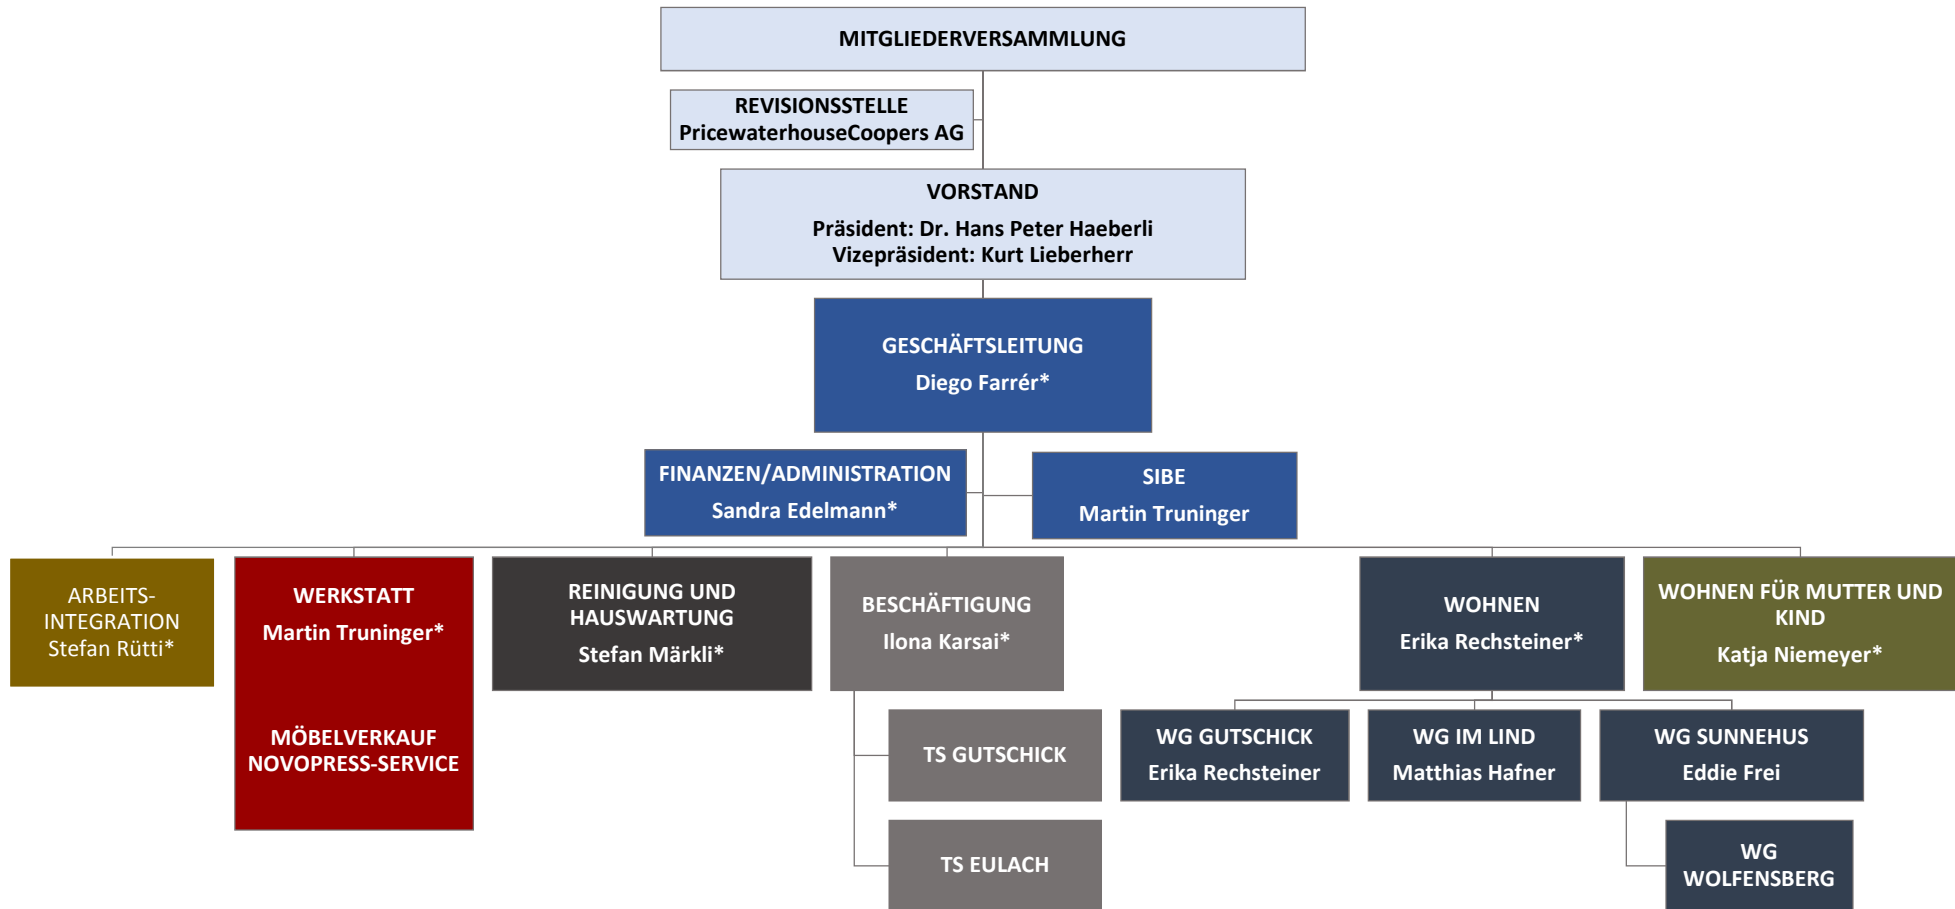 MITGLIEDERVERSAMMLUNG
REVISIONSSTELLE
PricewaterhouseCoopers AG
VORSTAND
Präsident: Dr. Hans Peter Haeberli
Vizepräsident: Kurt Lieberherr
GESCHÄFTSLEITUNG
Diego Farrér*
FINANZEN/ADMINISTRATION
Sandra Edelmann*
SIBE
Martin Truninger
ARBEITS-
INTEGRATION
Stefan Rütti*
WERKSTATT
Martin Truninger*
MÖBELVERKAUF
NOVOPRESS-SERVICE
REINIGUNG UND
HAUSWARTUNG
Stefan Märkli*
BESCHÄFTIGUNG
Ilona Karsai*
TS GUTSCHICK
TS EULACH
WOHNEN
Erika Rechsteiner*
WG GUTSCHICK
Erika Rechsteiner
WG IM LIND
Matthias Hafner
WG SUNNEHUS
Eddie Frei
WG
WOLFENSBERG
WOHNEN FÜR MUTTER UND
KIND
Katja Niemeyer*